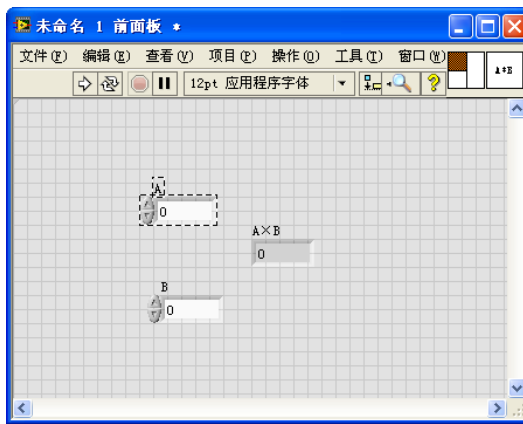 未命名 1 前面板 *
文件(F) 编辑(E) 查看(V) 项目(P) 操作(O) 工具(T) 窗口(W)
12pt 应用程序字体
A*B
A
0
A×B
0
B
0